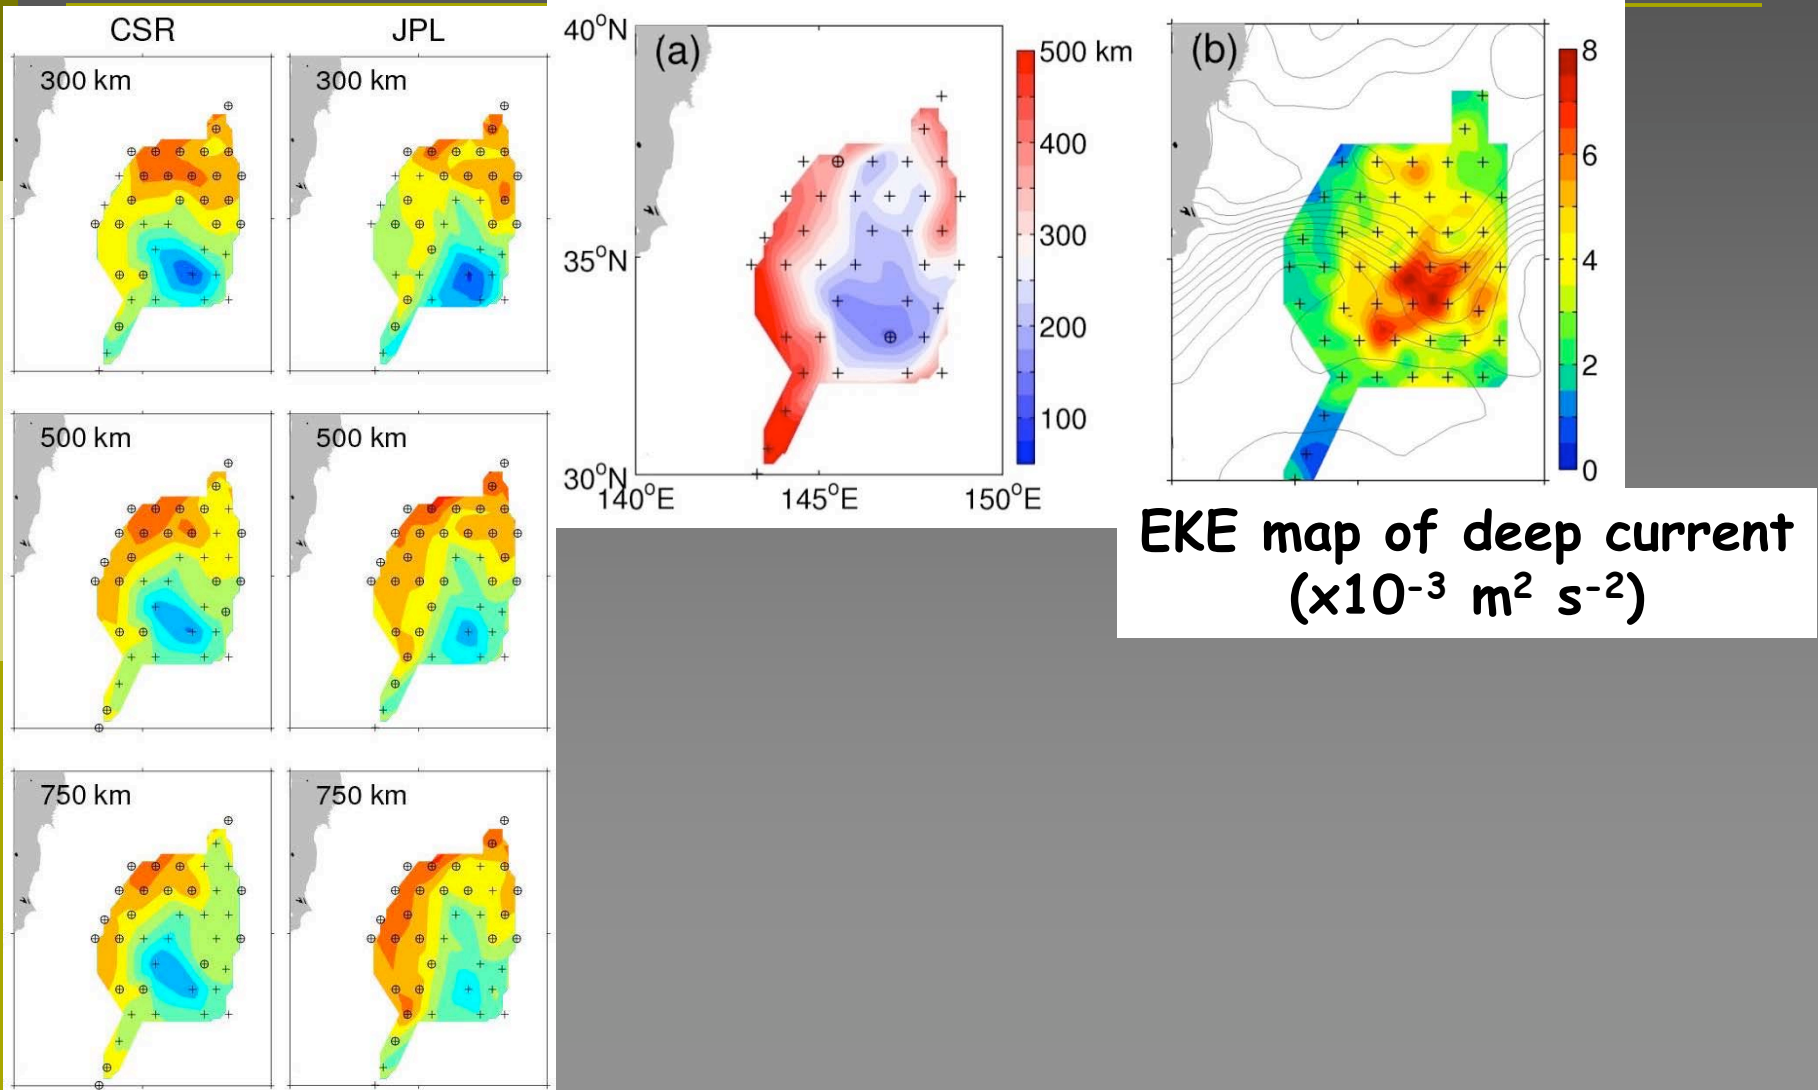 CSR
JPL
300 km
300 km
500 km
500 km
750 km
750 km
(a)
40°N
35°N
30°N
140°E
145°E
150°E
500 km
400
300
200
100
(b)
8
6
4
2
0
EKE map of deep current
(x10⁻³ m² s⁻²)